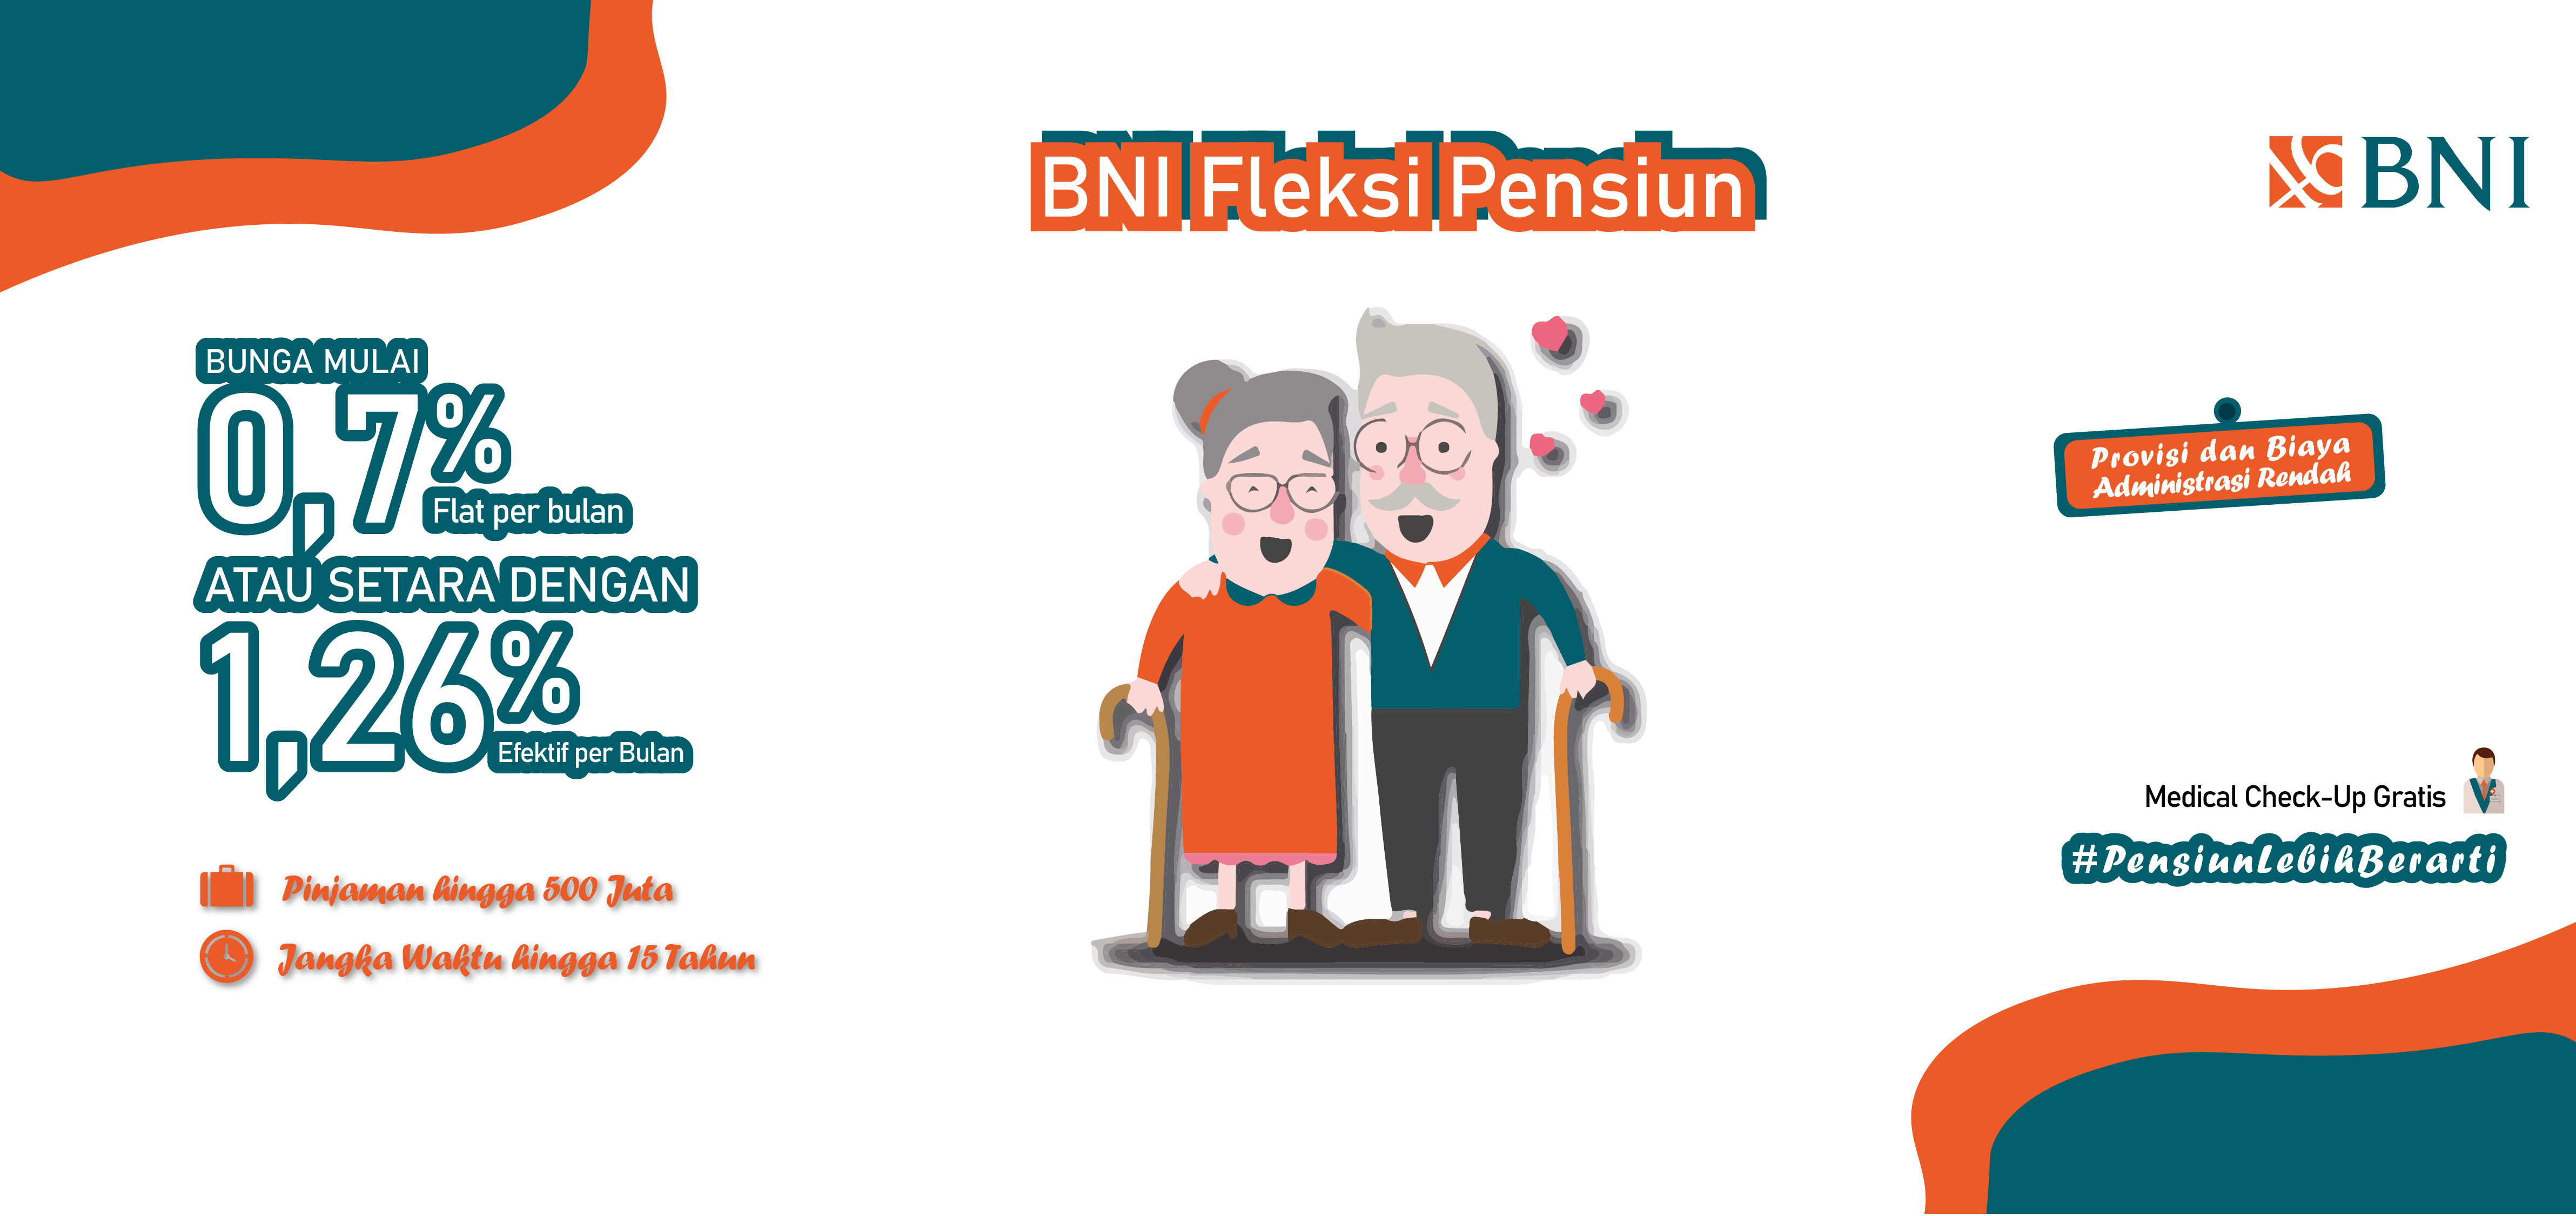 BNI Fleksi Pensiun
BNI
BUNGA MULAI
0,7%
Flat per bulan
ATAU SETARA DENGAN
1,26%
Efektif per Bulan
Pinjaman hingga 500 Juta
Jangka Waktu hingga 15 Tahun
Provisi dan Biaya
Administrasi Rendah
Medical Check-Up Gratis
#PensiunLebihBerarti